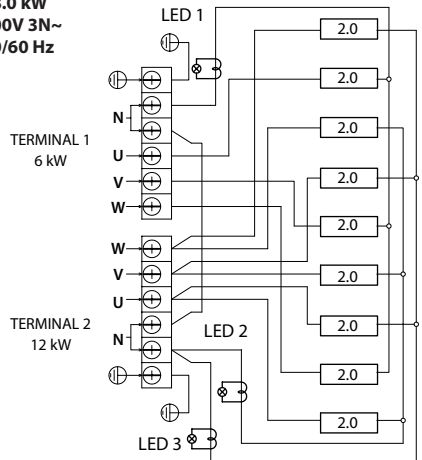 .0 kW
00V 3N~
0/60 Hz
LED 1
TERMINAL 1
6 kW
N
U
V
W
W
V
U
N
TERMINAL 2
12 kW
LED 2
LED 3
2.0
2.0
2.0
2.0
2.0
2.0
2.0
2.0
2.0